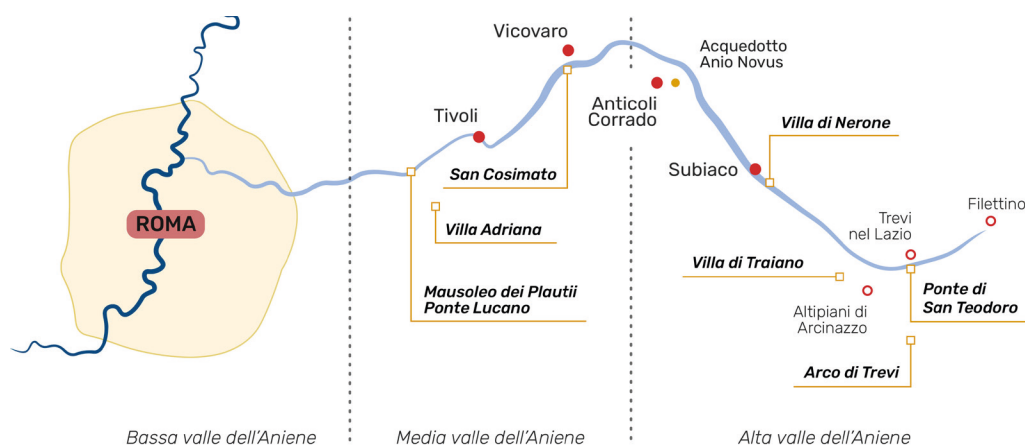 Vicovaro
Acquedotto
Anio Novus
Tivoli
Anticoli
Corrado
Villa di Nerone
San Cosimato
Subiaco
ROMA
Villa Adriana
Trevi
nel Lazio
Filettino
Villa di Traiano
Mausoleo dei Plautii
Ponte Lucano
Altipiani di
Arcinazzo
Ponte di
San Teodoro
Arco di Trevi
Bassa valle dell'Aniene
Media valle dell'Aniene
Alta valle dell'Aniene